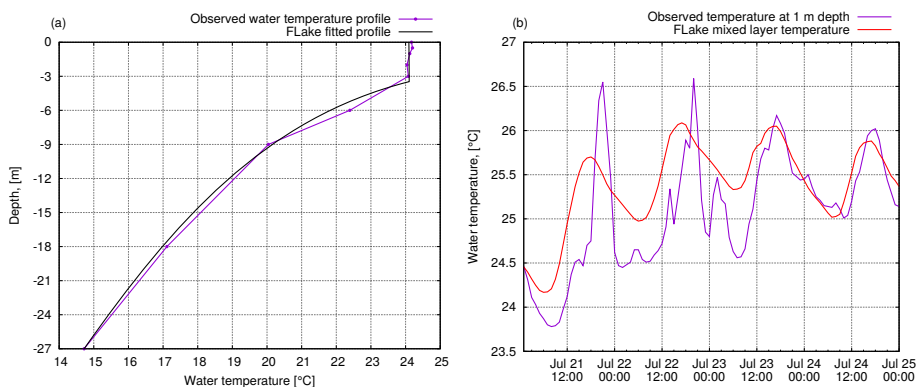 (a)
Observed water temperature profile
FLake fitted profile
0
-3
-6
-9
-12
-15
-18
-21
-24
-27
Depth, [m]
14 15 16 17 18 19 20 21 22 23 24 25
Water temperature [°C]
(b)
Observed temperature at 1 m depth
FLake mixed layer temperature
27
26.5
26
25.5
25
24.5
24
23.5
Water temperature, [°C]
Jul 21 Jul 22 Jul 22 Jul 23 Jul 23 Jul 24 Jul 24 Jul 25
12:00 00:00 12:00 00:00 12:00 00:00 12:00 00:00